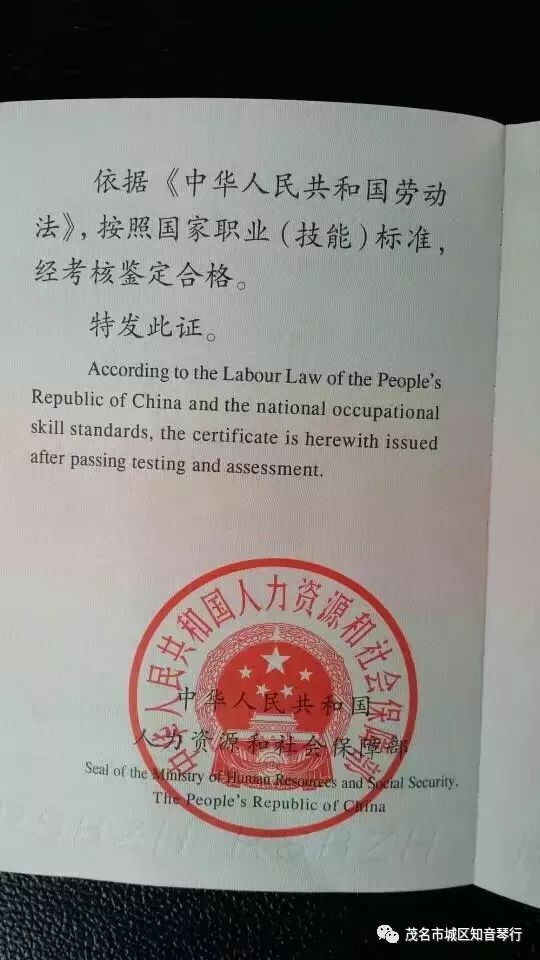 依据《中华人民共和国劳动
法》，按照国家职业（技能）标准，
经考核鉴定合格。
特发此证。
According to the Labour Law of the People's
Republic of China and the national occupational
skill standards, the certificate is herewith issued
after passing testing and assessment.
中华人民共和国人力资源和社会保障部
中华人民共和国
人力资源和社会保障部
Seal of the Ministry of Human Resources and Social Security.
The People's Republic of China
茂名市城区知音琴行